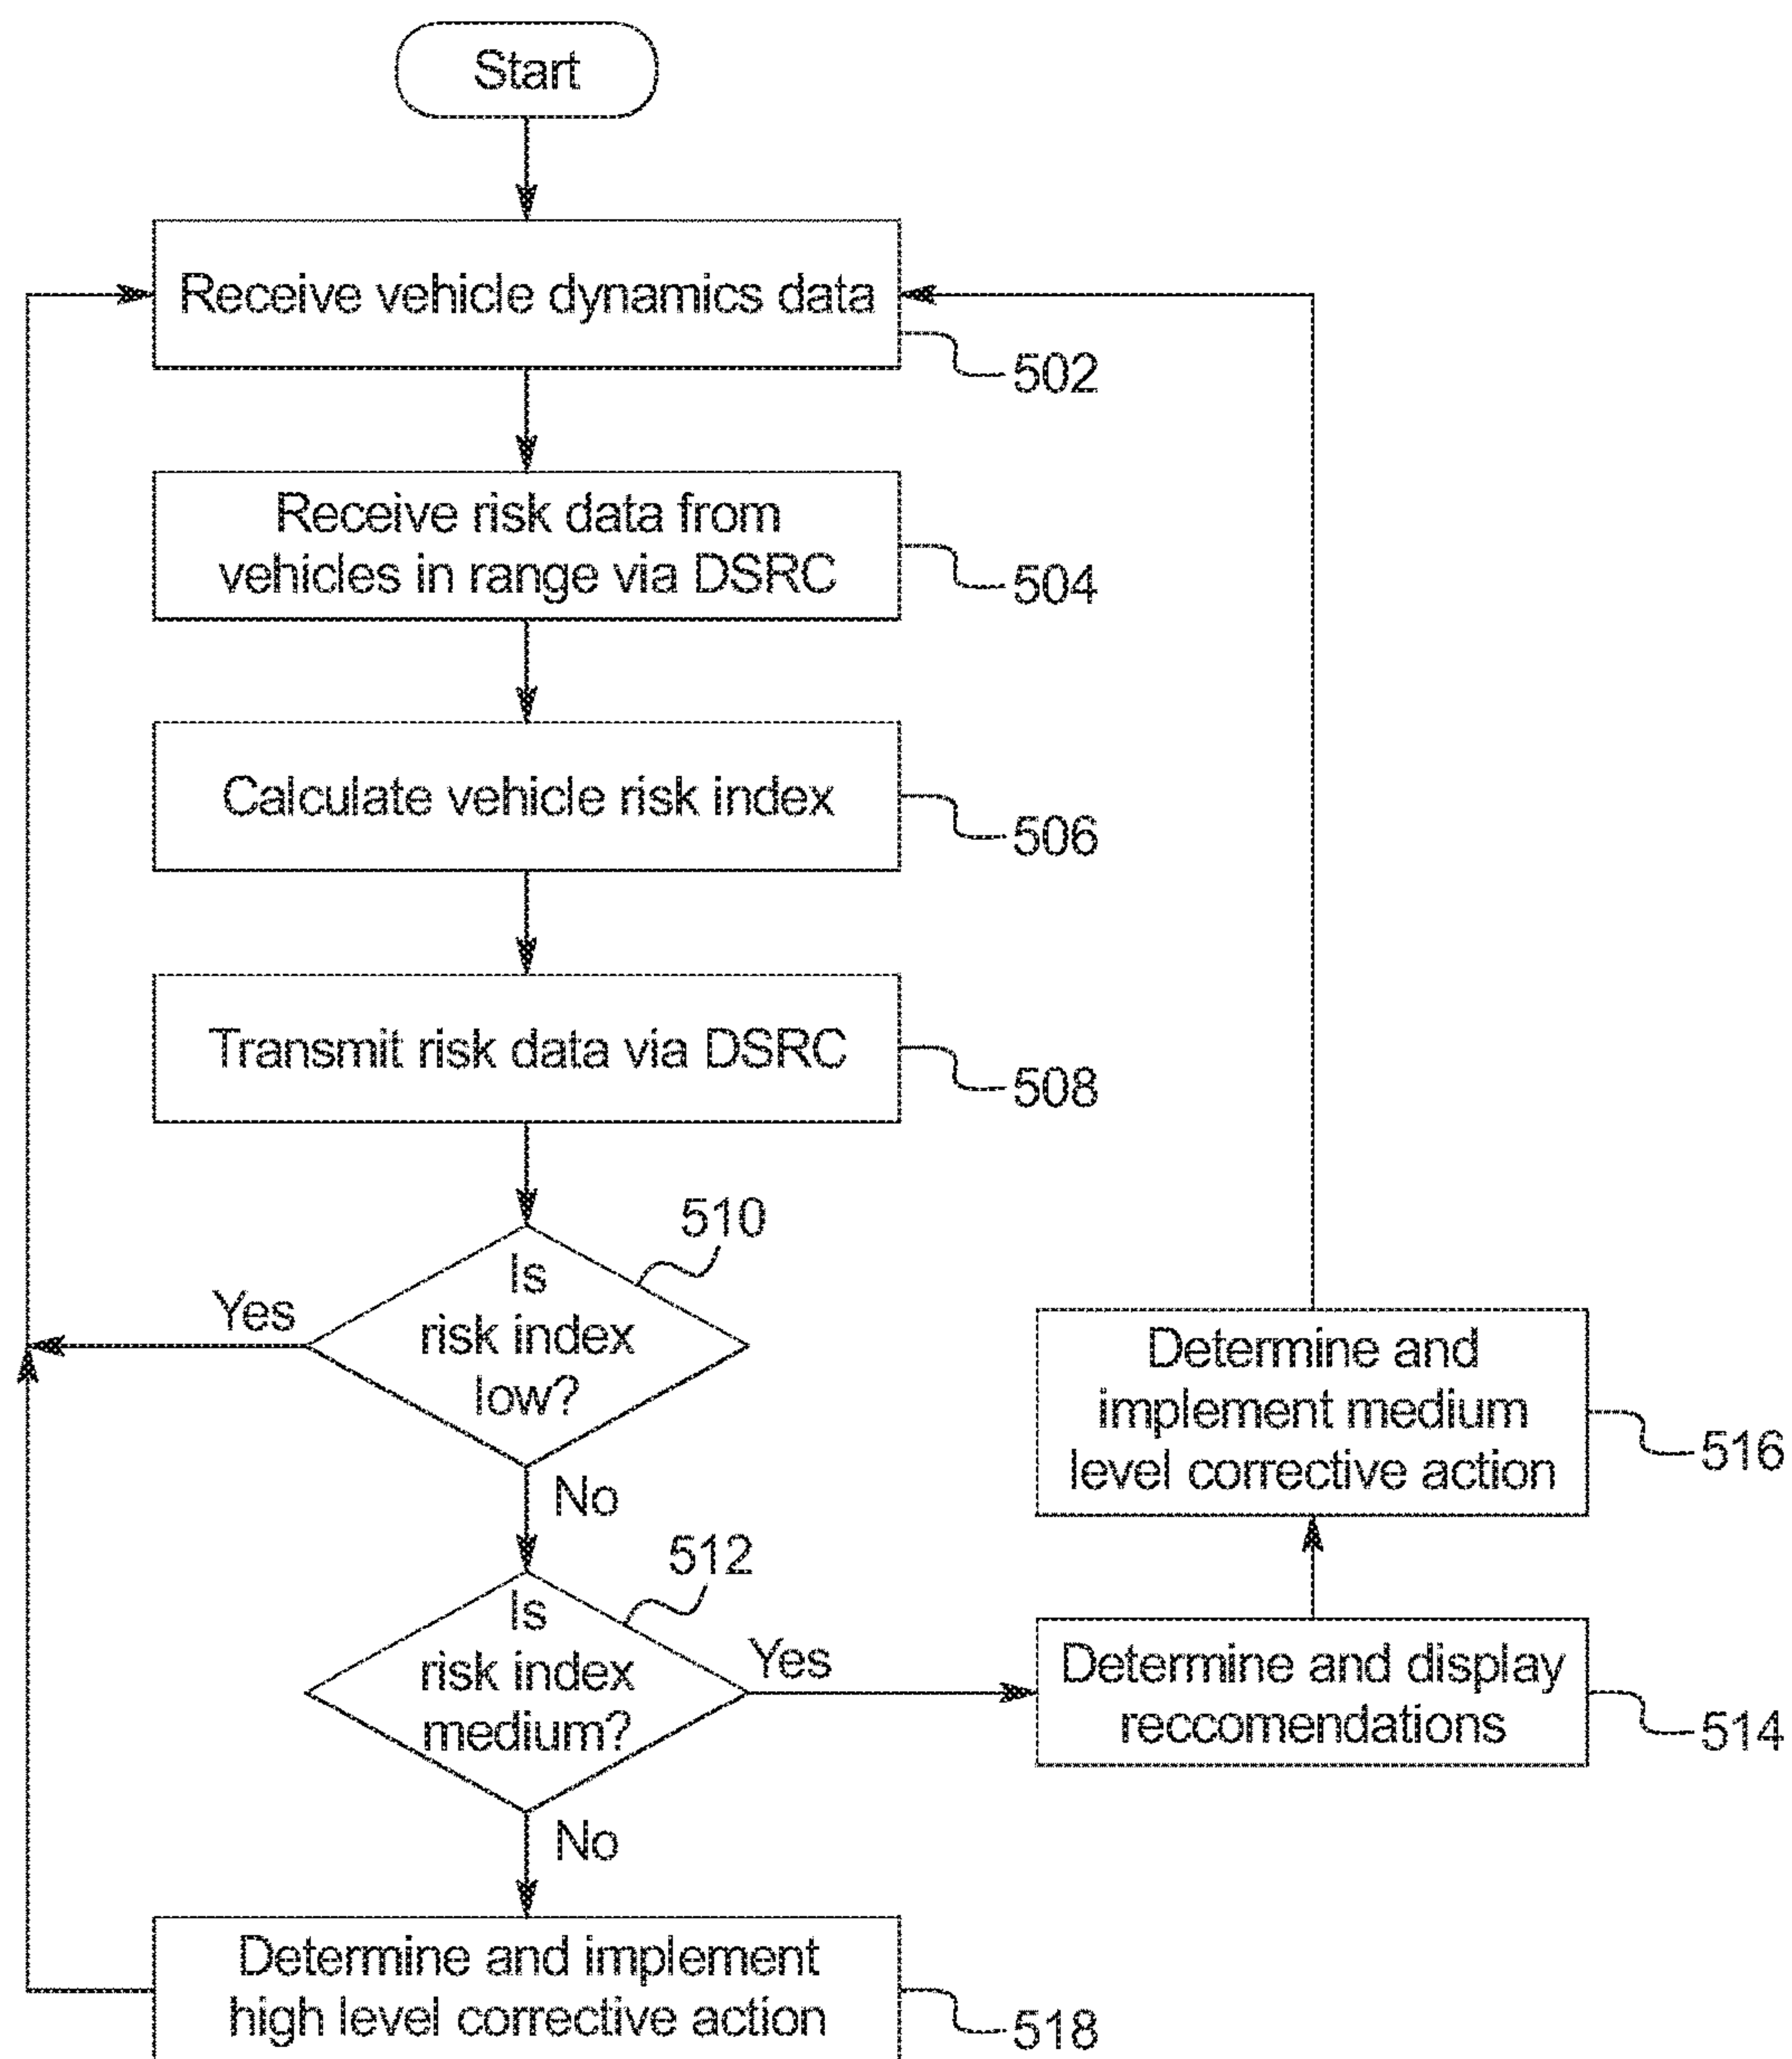 Start
Receive vehicle dynamics data
502
Receive risk data from
vehicles in range via DSRC
504
Calculate vehicle risk index
506
Transmit risk data via DSRC
508
510
Is
risk index
low?
Yes
No
512
Is
risk index
medium?
Yes
No
Determine and
implement medium
level corrective action
516
Determine and display
reccomendations
514
Determine and implement
high level corrective action
518